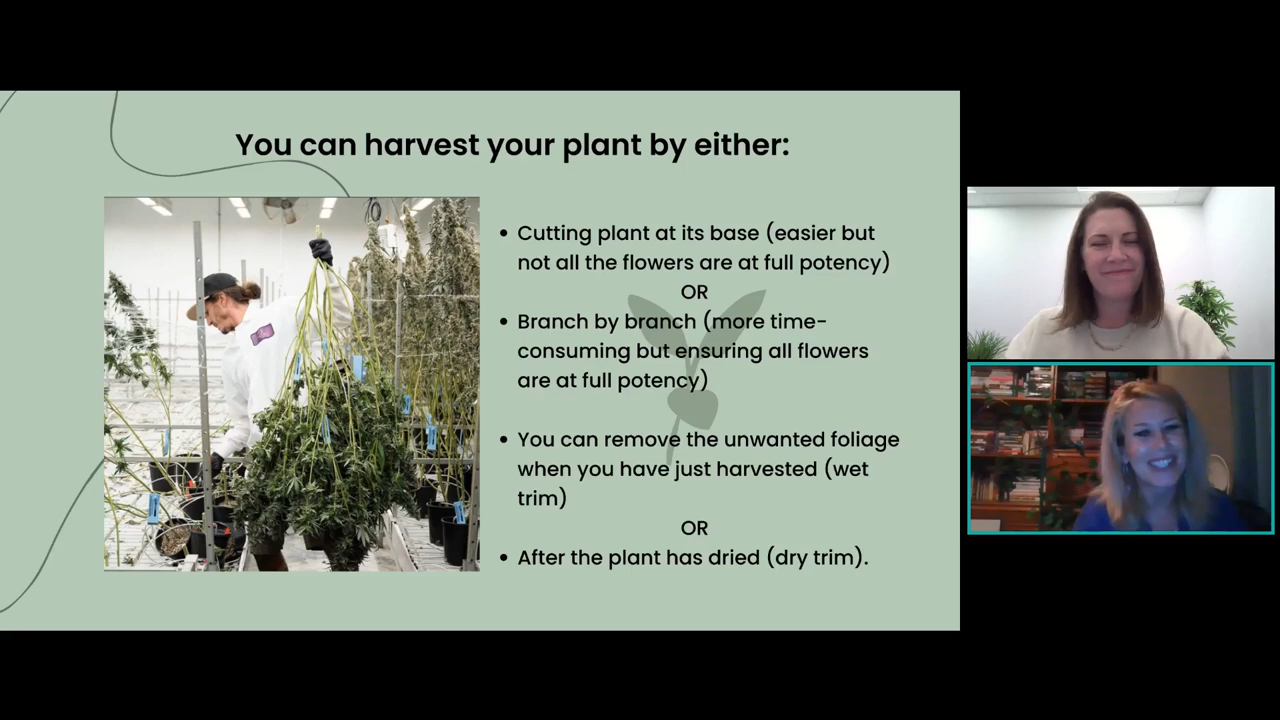 You can harvest your plant by either:
• Cutting plant at its base (easier but
not all the flowers are at full potency)
OR
• Branch by branch (more time-
consuming but ensuring all flowers
are at full potency)
• You can remove the unwanted foliage
when you have just harvested (wet
trim)
OR
• After the plant has dried (dry trim).